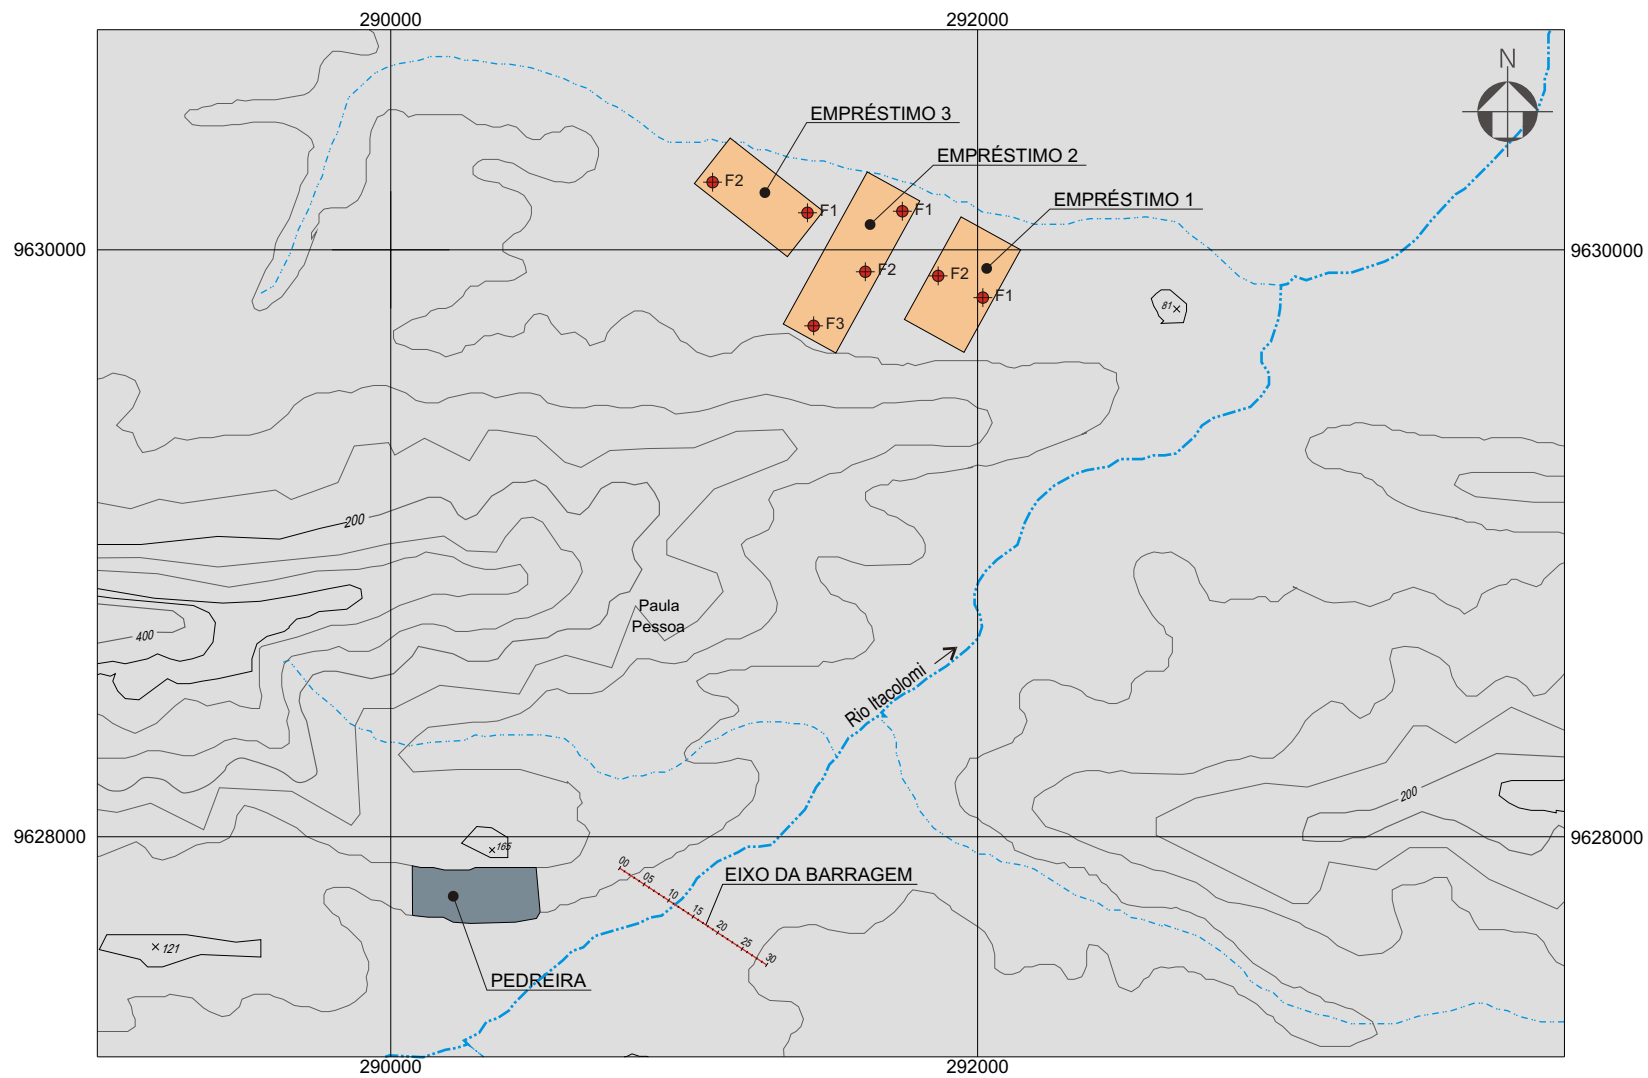 290000
292000
N
EMPRÉSTIMO 3
EMPRÉSTIMO 2
EMPRÉSTIMO 1
F2
F1
F1
F2
F3
F2
F1
9630000
9630000
81
200
400
Paula
Pessoa
Rio Itacolomi
200
9628000
9628000
165
00
05
10
15
20
25
30
EIXO DA BARRAGEM
121
PEDREIRA
290000
292000